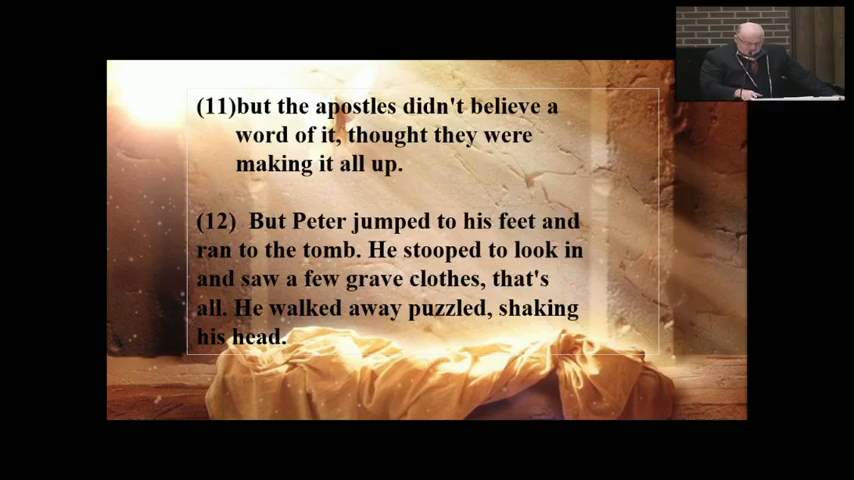 (11)but the apostles didn't believe a
word of it, thought they were
making it all up.
(12) But Peter jumped to his feet and
ran to the tomb. He stooped to look in
and saw a few grave clothes, that's
all. He walked away puzzled, shaking
his head.